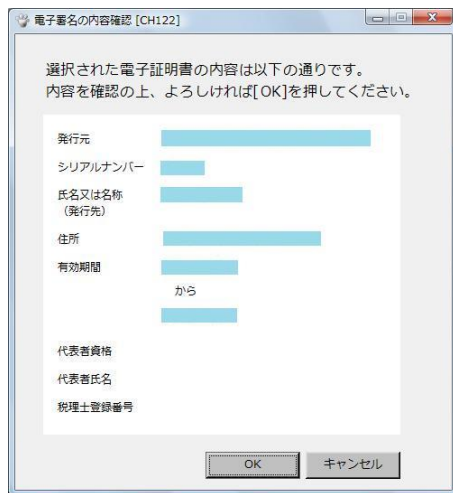 電子署名の内容確認 [CH122]
選択された電子証明書の内容は以下の通りです。
内容を確認の上、よろしければ[OK]を押してください。
発行元
シリアルナンバー
氏名又は名称
（発行先）
住所
有効期間
から
代表者資格
代表者氏名
税理士登録番号
OK キャンセル